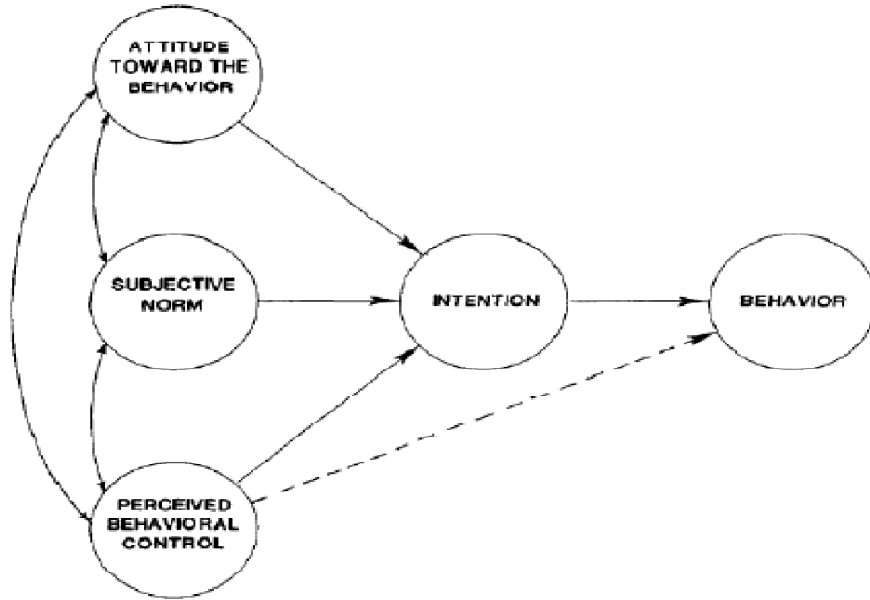 ATTITUDE
TOWARD THE
BEHAVIOR
SUBJECTIVE
NORM
INTENTION
BEHAVIOR
PERCEIVED
BEHAVIORAL
CONTROL